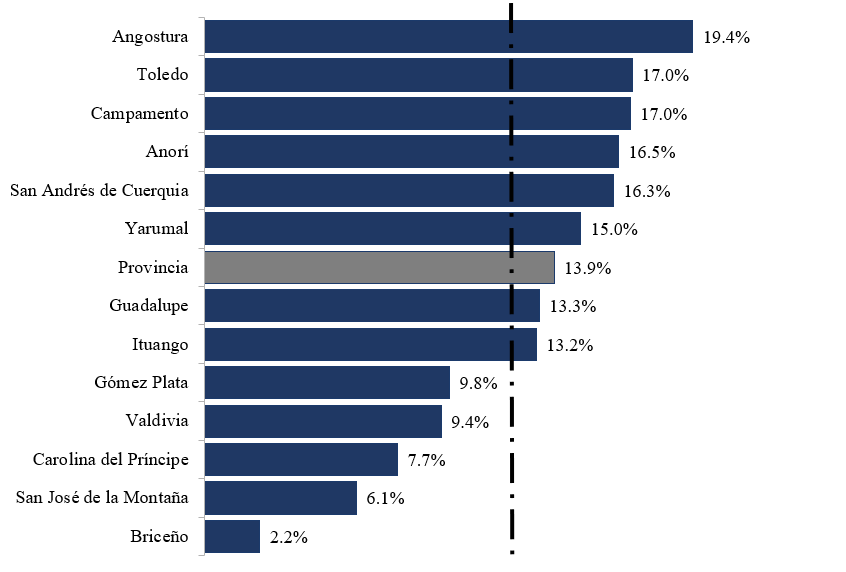 Angostura 19.4%
Toledo 17.0%
Campamento 17.0%
Anorí 16.5%
San Andrés de Cuerquia 16.3%
Yarumal 15.0%
Provincia 13.9%
Guadalupe 13.3%
Ituango 13.2%
Gómez Plata 9.8%
Valdivia 9.4%
Carolina del Príncipe 7.7%
San José de la Montaña 6.1%
Briceño 2.2%